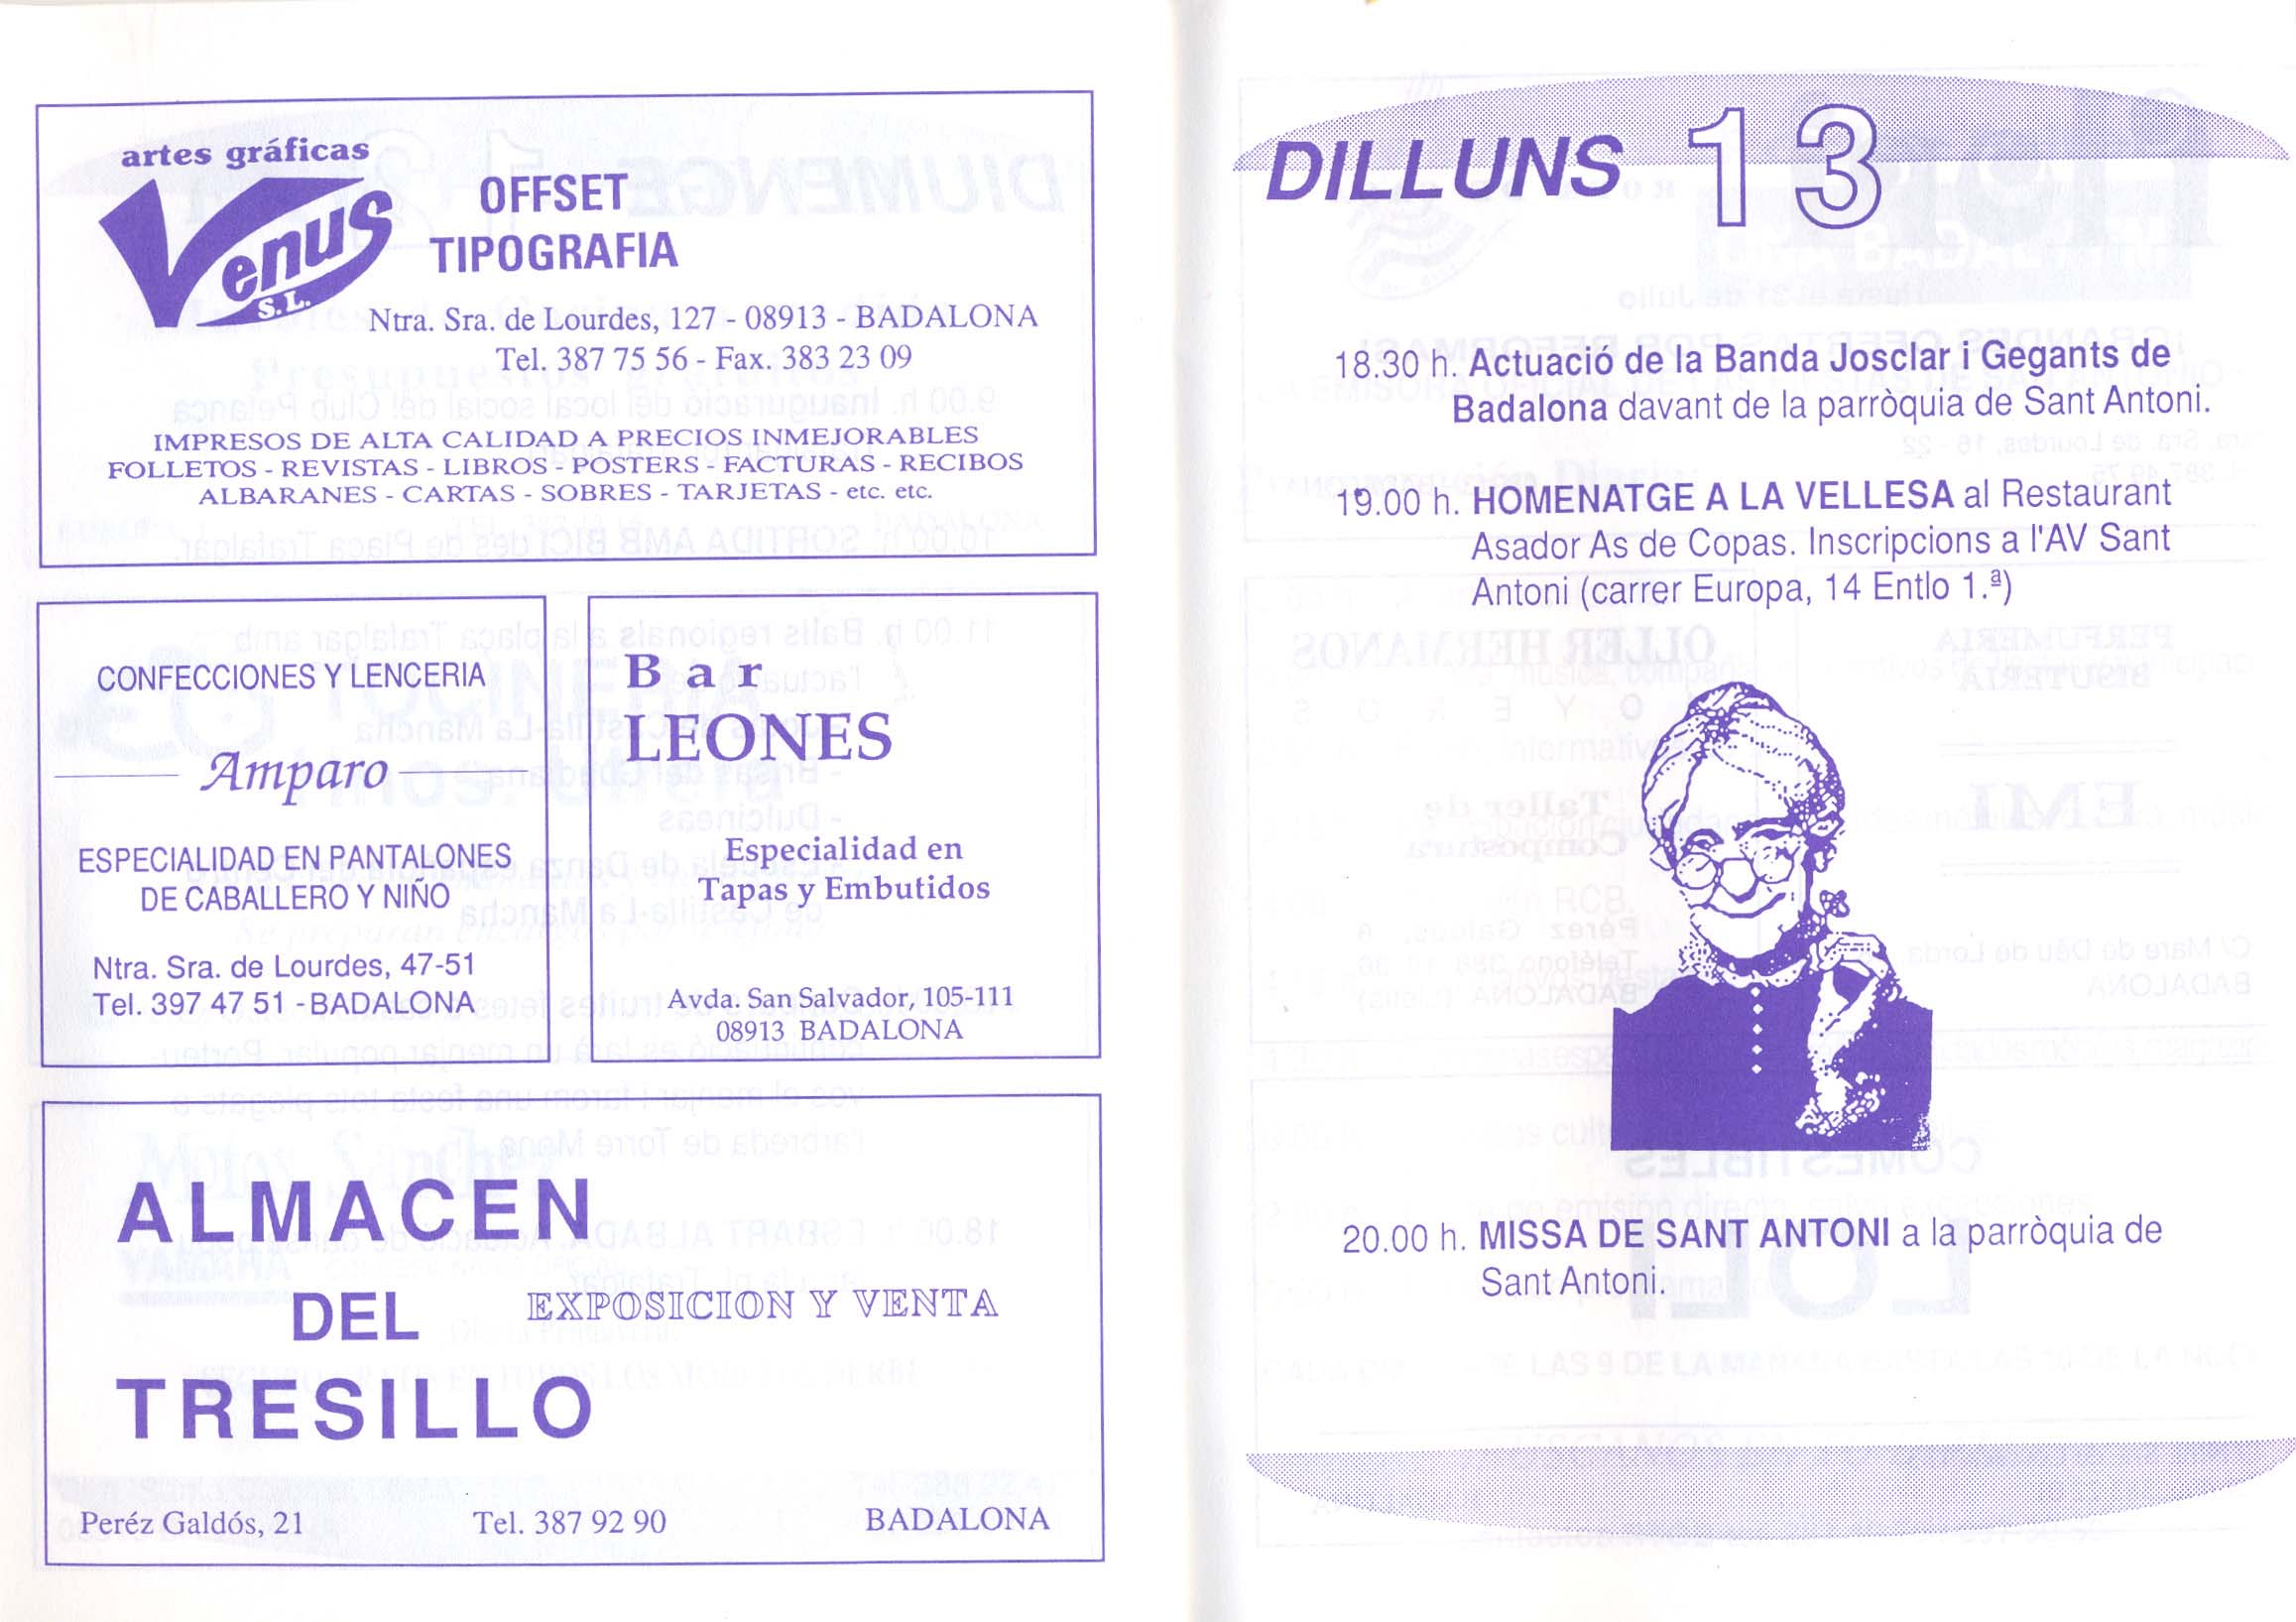 artes gráficas
Venus
S.L.
OFFSET
TIPOGRAFIA
Ntra. Sra. de Lourdes, 127 - 08913 - BADALONA
Tel. 387 75 56 - Fax. 383 23 09
IMPRESOS DE ALTA CALIDAD A PRECIOS INMEJORABLES
FOLLETOS - REVISTAS - LIBROS - POSTERS - FACTURAS - RECIBOS
ALBARANES - CARTAS - SOBRES - TARJETAS - etc. etc.
CONFECCIONES Y LENCERIA
Amparo
ESPECIALIDAD EN PANTALONES
DE CABALLERO Y NIÑO
Ntra. Sra. de Lourdes, 47-51
Tel. 397 47 51 - BADALONA
Bar
LEONES
Especialidad en
Tapas y Embutidos
Avda. San Salvador, 105-111
08913 BADALONA
ALMACEN
DEL
TRESILLO
EXPOSICION Y VENTA
Peréz Galdós, 21 Tel. 387 92 90 BADALONA
DILLUNS 13
18.30 h. Actuació de la Banda Josclar i Gegants de
Badalona davant de la parròquia de Sant Antoni.
19.00 h. HOMENATGE A LA VELLESA al Restaurant
Asador As de Copas. Inscripcions a l'AV Sant
Antoni (carrer Europa, 14 Entlo 1.ª)
20.00 h. MISSA DE SANT ANTONI a la parròquia de
Sant Antoni.